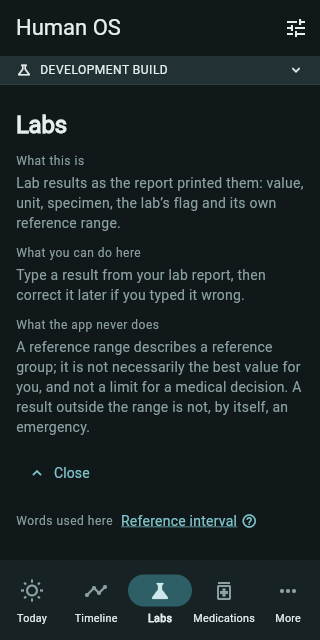 Human OS
DEVELOPMENT BUILD
Labs
What this is
Lab results as the report printed them: value,
unit, specimen, the lab's flag and its own
reference range.
What you can do here
Type a result from your lab report, then
correct it later if you typed it wrong.
What the app never does
A reference range describes a reference
group; it is not necessarily the best value for
you, and not a limit for a medical decision. A
result outside the range is not, by itself, an
emergency.
Close
Words used here Reference interval
Today Timeline Labs Medications More